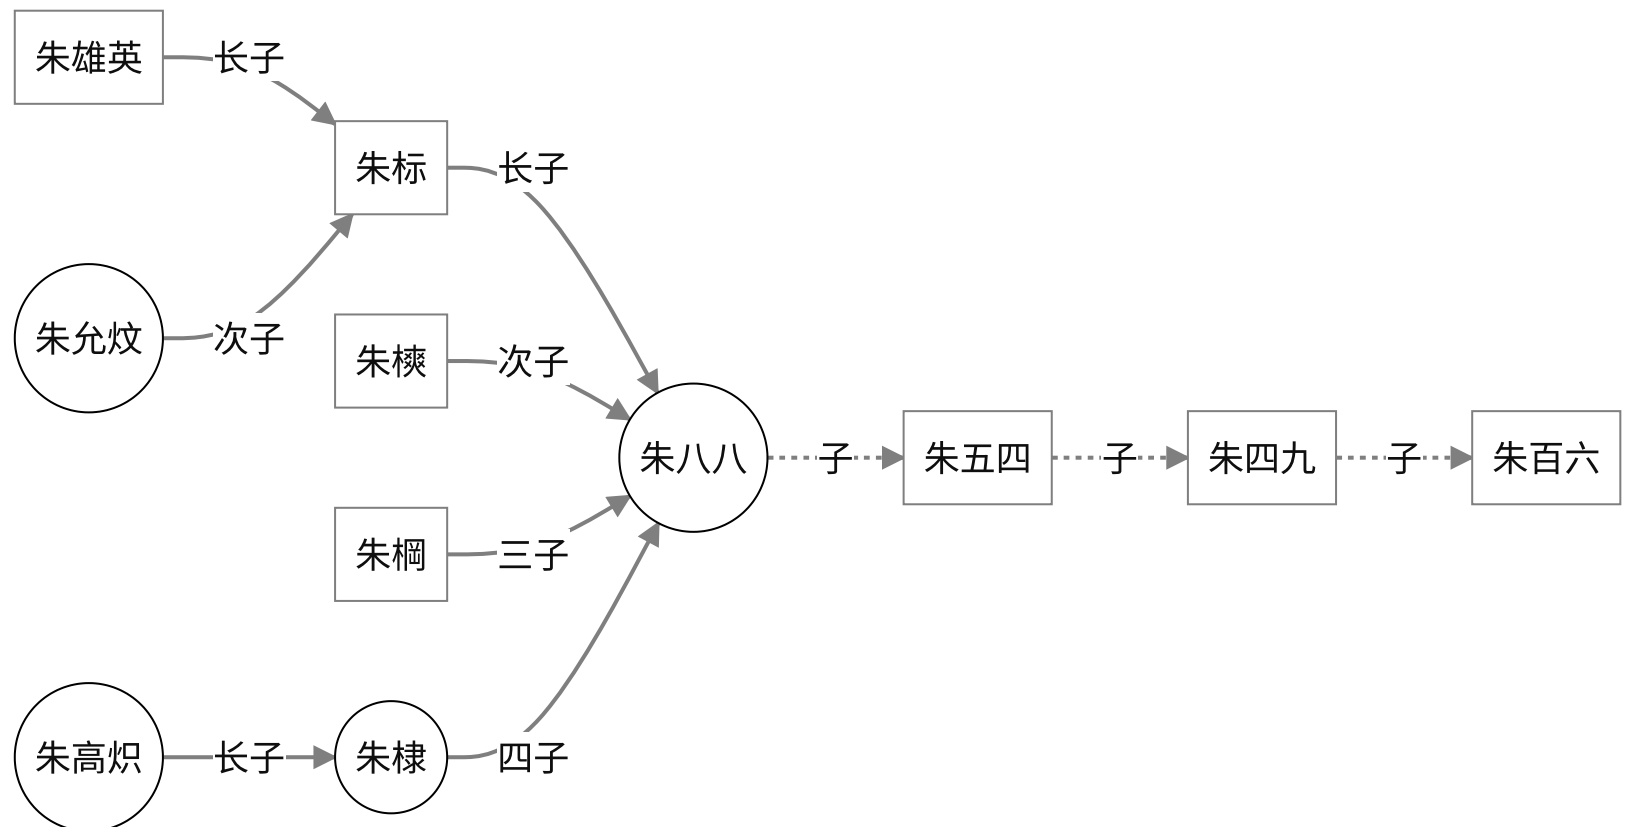 朱雄英
长子
朱标
长子
朱允炆
次子
朱樉
次子
朱八八
子
朱五四
子
朱四九
子
朱百六
朱棡
三子
朱高炽
长子
朱棣
四子